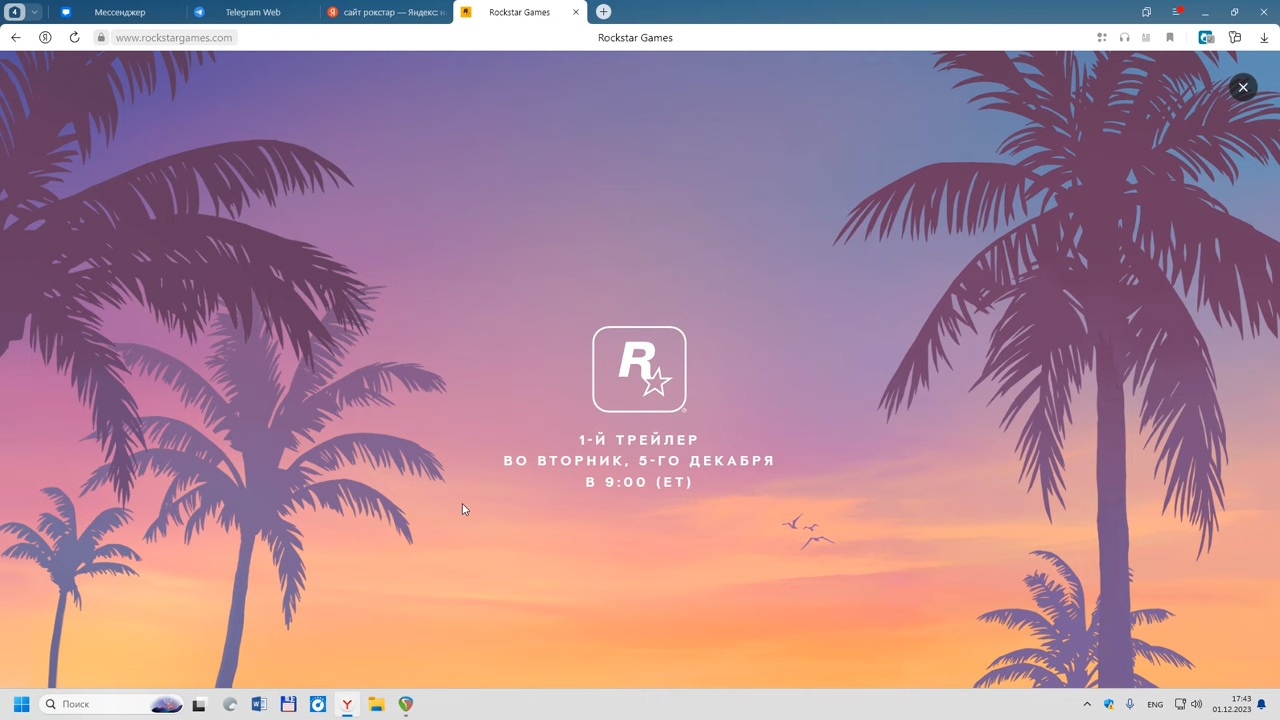 4
Мессенджер
Telegram Web
сайт рокстар — Яндекс: н
Rockstar Games
www.rockstargames.com
Rockstar Games
R
1-Й ТРЕЙЛЕР
ВО ВТОРНИК, 5-ГО ДЕКАБРЯ
В 9:00 (ET)
Поиск
ENG
17:43
01.12.2023